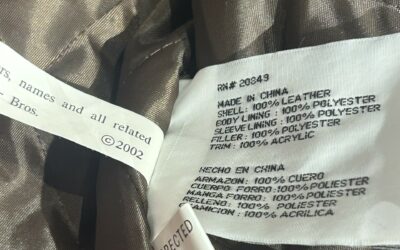 rs, names and all related
r Bros.
©2002
RN# 20849
MADE IN CHINA
SHELL: 100% LEATHER
BODY LINING: 100% POLYESTER
SLEEVE LINING: 100% POLYESTER
FILLER: 100% POLYESTER
TRIM: 100% ACRYLIC
HECHO EN CHINA
ARMAZON: 100% CUERO
CUERPO FORRO: 100% POLIESTER
MANGA FORRO: 100% POLIESTER
RELLENO: 100% POLIESTER
GUARNICION: 100% ACRILICA
PECTED